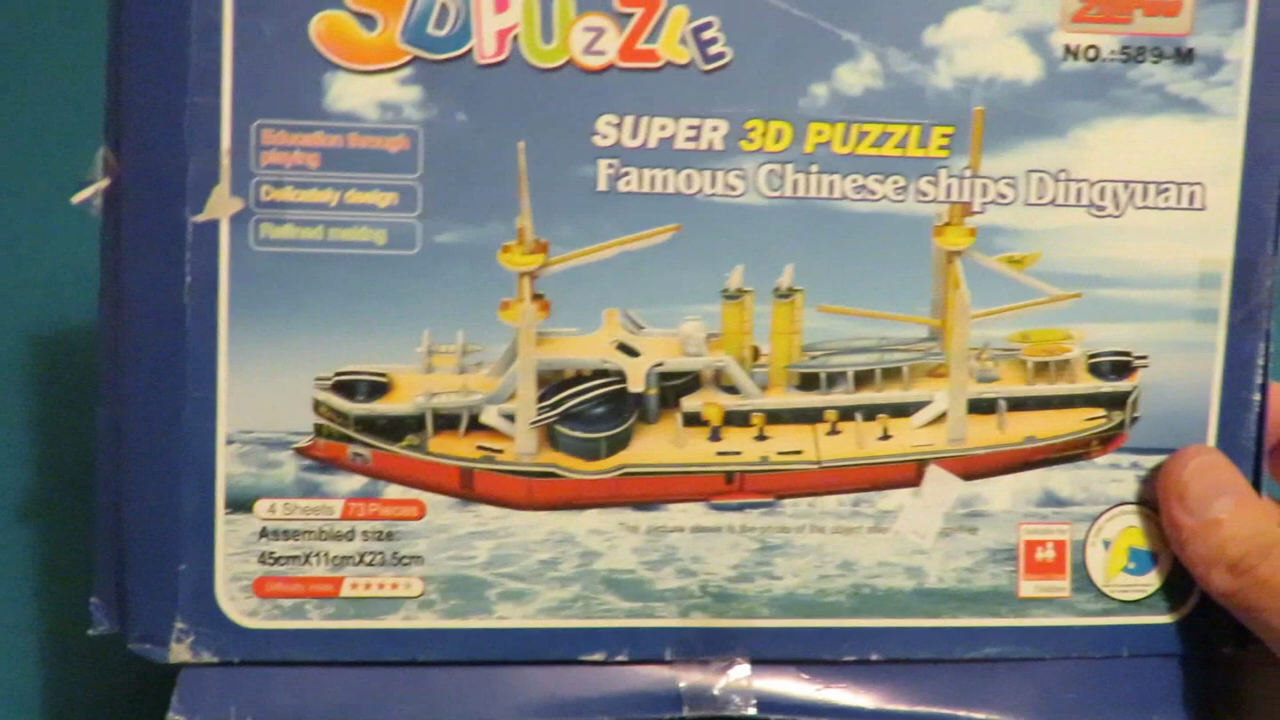 3D PUZZLE
NO.:589-M
SUPER 3D PUZZLE
Famous Chinese ships Dingyuan
Education through
playing
Delicately design
Refined making
4 Sheets 73 Pieces
Assembled size:
45cmX11cmX23.5cm